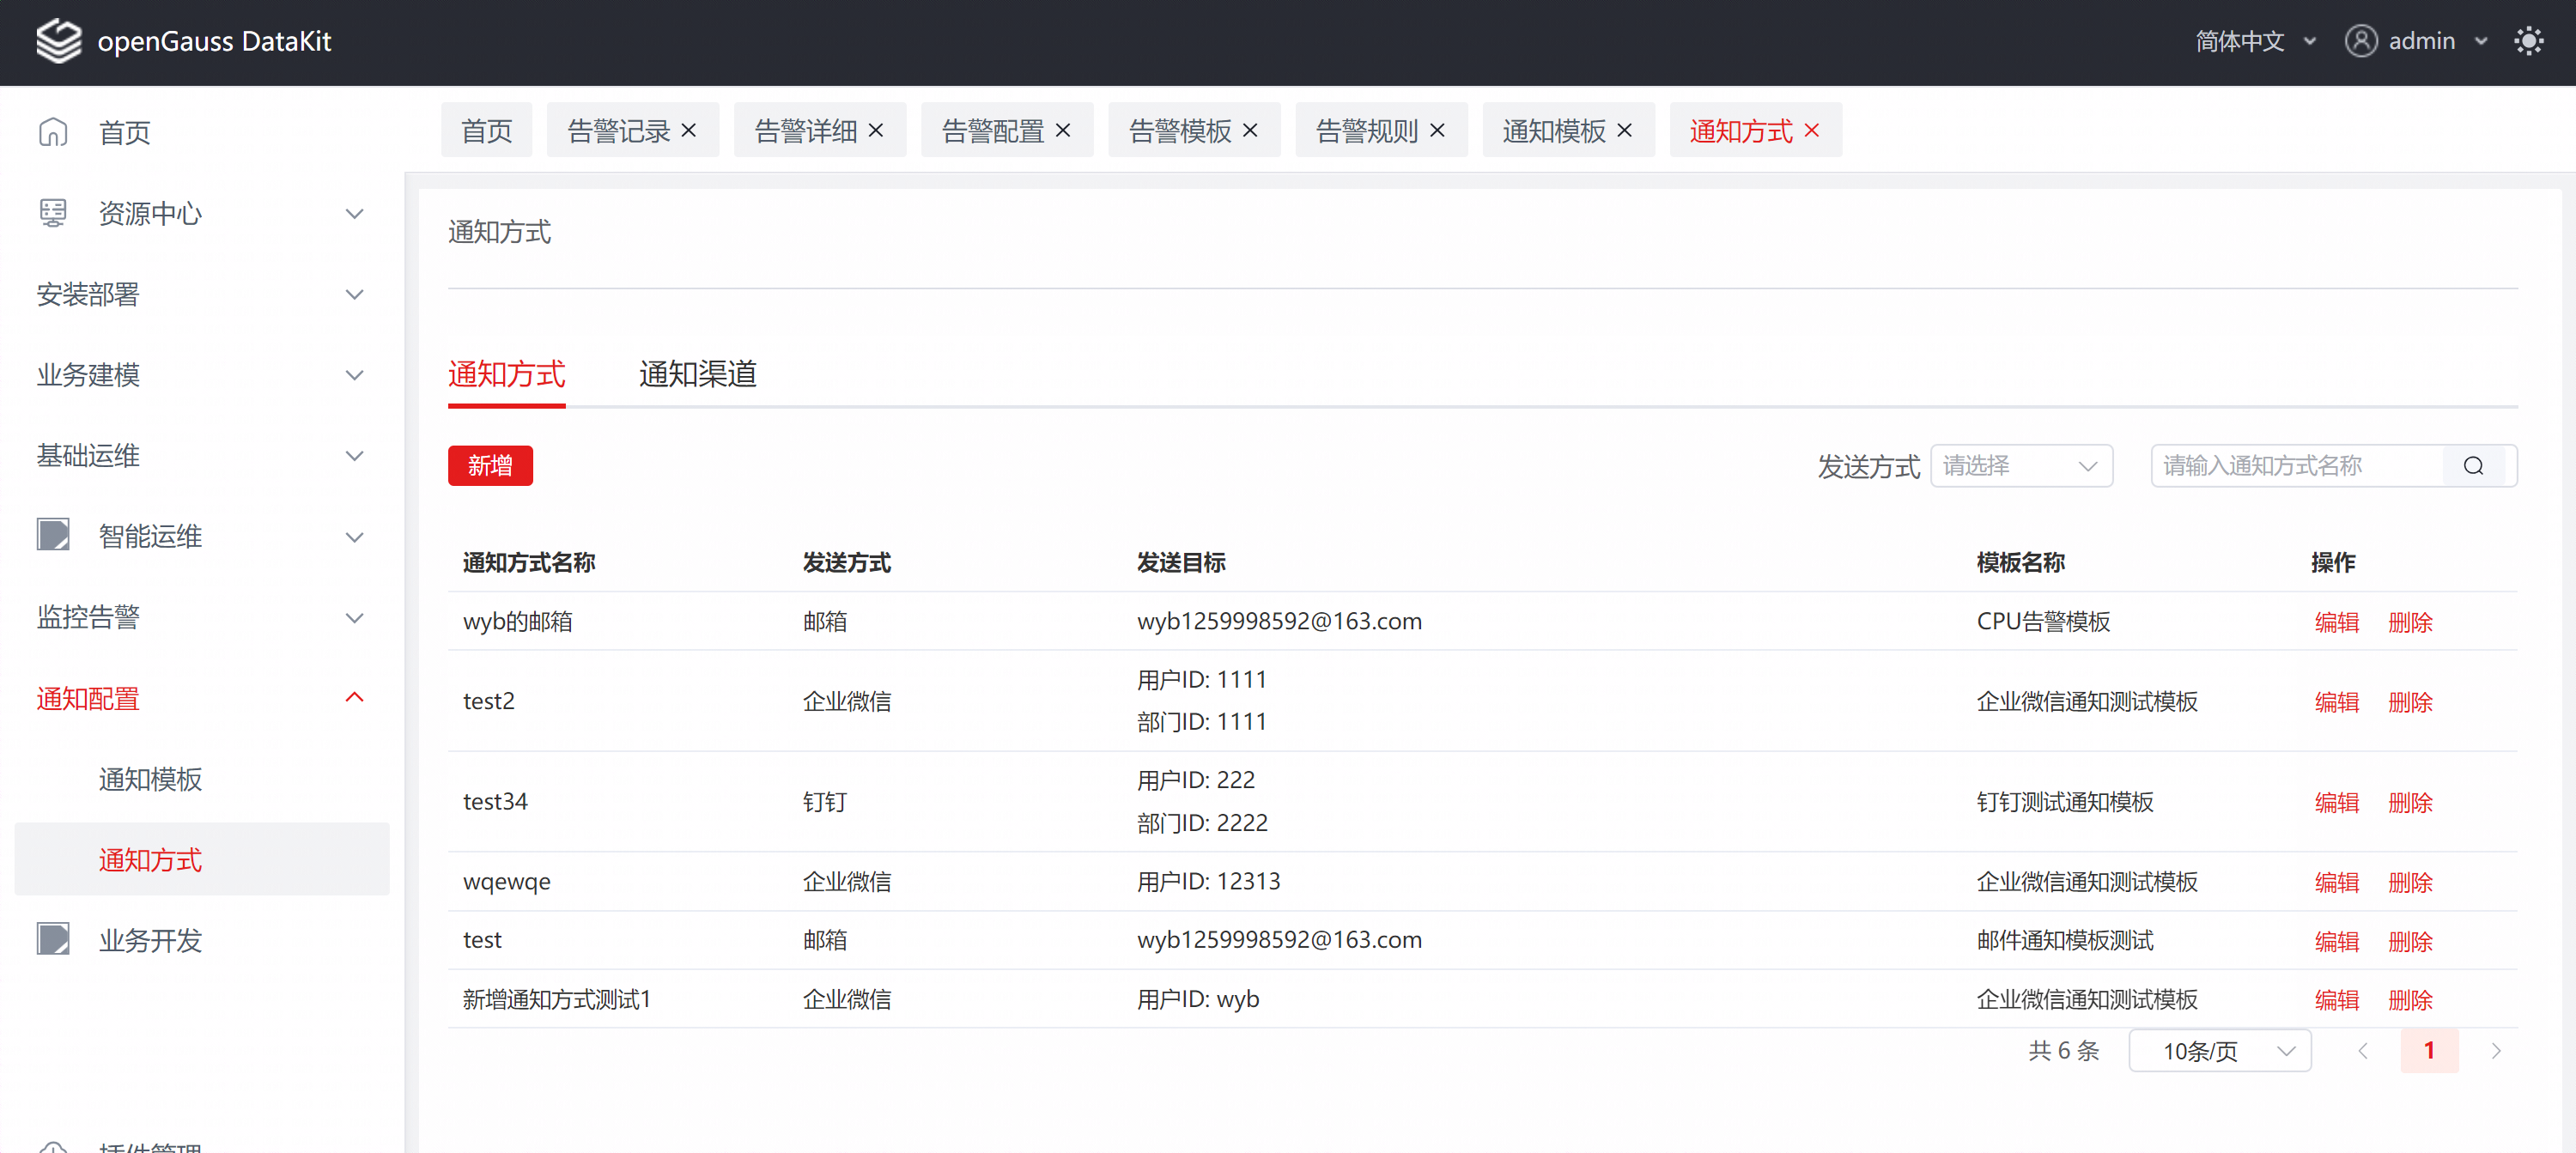 openGauss DataKit
简体中文 admin
首页 告警记录 告警详细 告警配置 告警模板 告警规则 通知模板 通知方式
首页
资源中心
安装部署
业务建模
基础运维
智能运维
监控告警
通知配置
通知模板
通知方式
业务开发
插件管理
通知方式
通知方式 通知渠道
新增 发送方式 请选择 请输入通知方式名称
通知方式名称 发送方式 发送目标 模板名称 操作
wyb的邮箱 邮箱 wyb1259998592@163.com CPU告警模板 编辑 删除
test2 企业微信 用户ID: 1111 企业微信通知测试模板 编辑 删除
部门ID: 1111
test34 钉钉 用户ID: 222 钉钉测试通知模板 编辑 删除
部门ID: 2222
wqewqe 企业微信 用户ID: 12313 企业微信通知测试模板 编辑 删除
test 邮箱 wyb1259998592@163.com 邮件通知模板测试 编辑 删除
新增通知方式测试1 企业微信 用户ID: wyb 企业微信通知测试模板 编辑 删除
共 6 条 10条/页 1